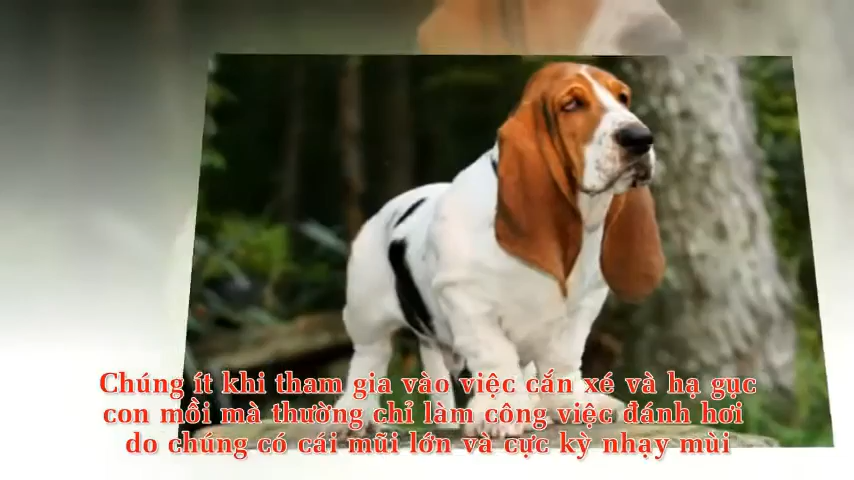 Chúng ít khi tham gia vào việc cắn xé và hạ gục
con mồi mà thường chỉ làm công việc đánh hơi
do chúng có cái mũi lớn và cực kỳ nhạy mùi